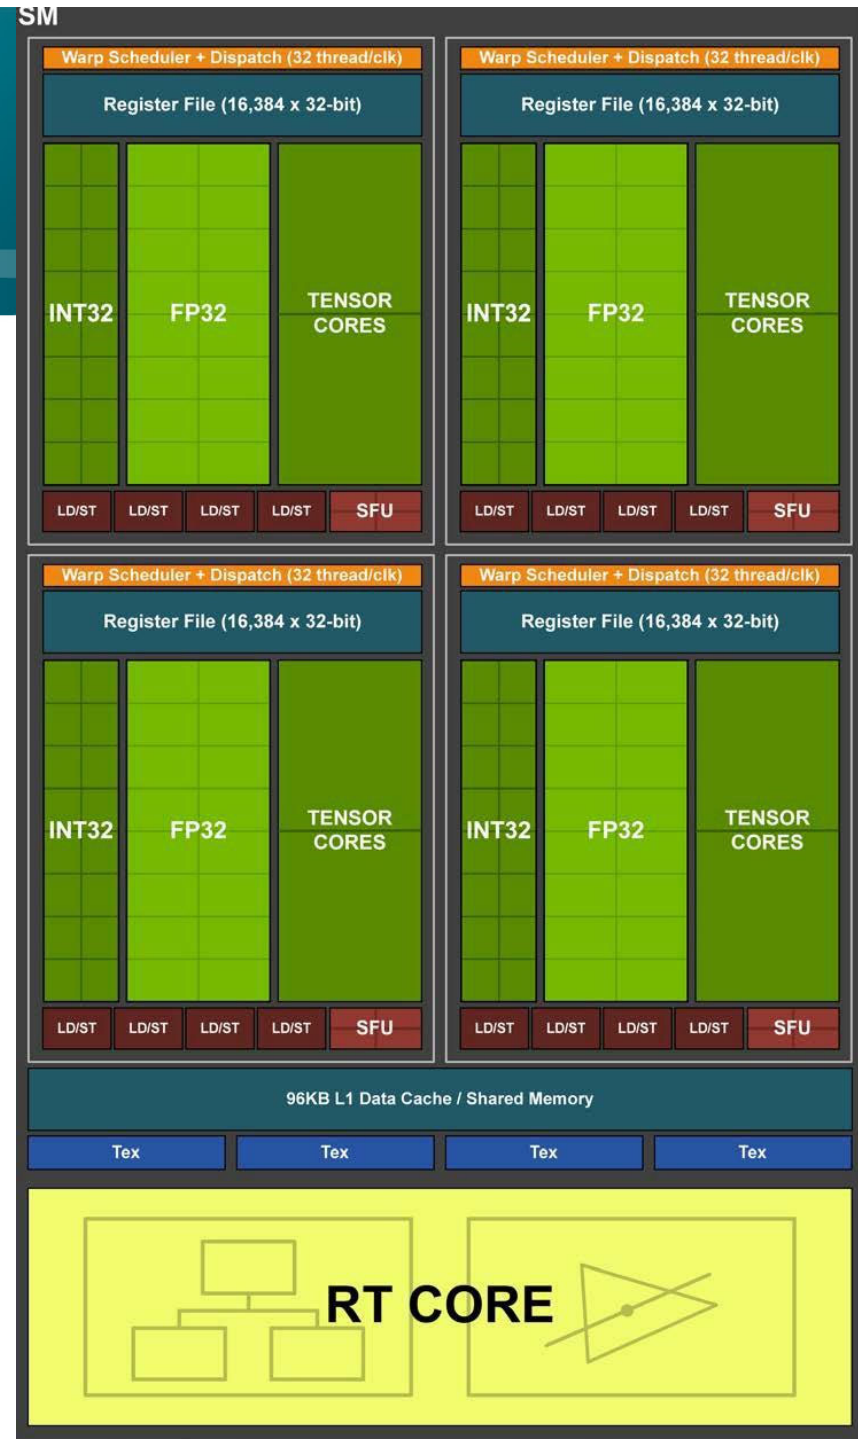 SM
Warp Scheduler + Dispatch (32 thread/clk)
Register File (16,384 x 32-bit)
INT32
FP32
TENSOR
CORES
LD/ST
LD/ST
LD/ST
LD/ST
SFU
Warp Scheduler + Dispatch (32 thread/clk)
Register File (16,384 x 32-bit)
INT32
FP32
TENSOR
CORES
LD/ST
LD/ST
LD/ST
LD/ST
SFU
Warp Scheduler + Dispatch (32 thread/clk)
Register File (16,384 x 32-bit)
INT32
FP32
TENSOR
CORES
LD/ST
LD/ST
LD/ST
LD/ST
SFU
Warp Scheduler + Dispatch (32 thread/clk)
Register File (16,384 x 32-bit)
INT32
FP32
TENSOR
CORES
LD/ST
LD/ST
LD/ST
LD/ST
SFU
96KB L1 Data Cache / Shared Memory
Tex
Tex
Tex
Tex
RT CORE